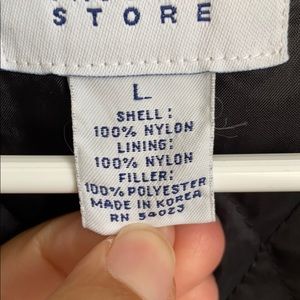 STORE
L
SHELL:
100% NYLON
LINING:
100% NYLON
FILLER:
100% POLYESTER
MADE IN KOREA
RN 54023